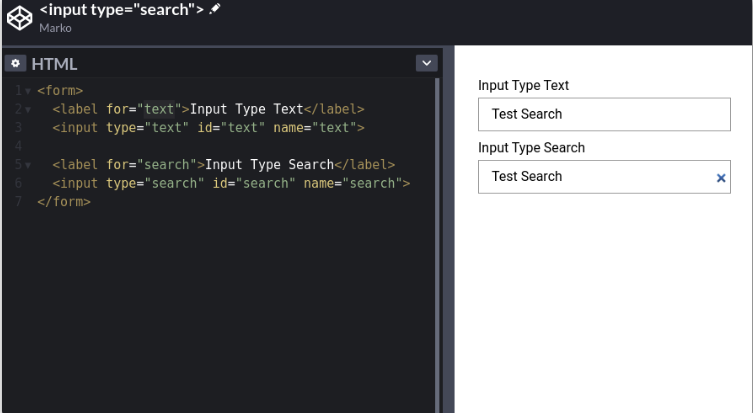 <input type="search">
Marko
HTML
1 <form>
2 <label for="text">Input Type Text</label>
3 <input type="text" id="text" name="text">
4
5 <label for="search">Input Type Search</label>
6 <input type="search" id="search" name="search">
7 </form>
Input Type Text
Test Search
Input Type Search
Test Search